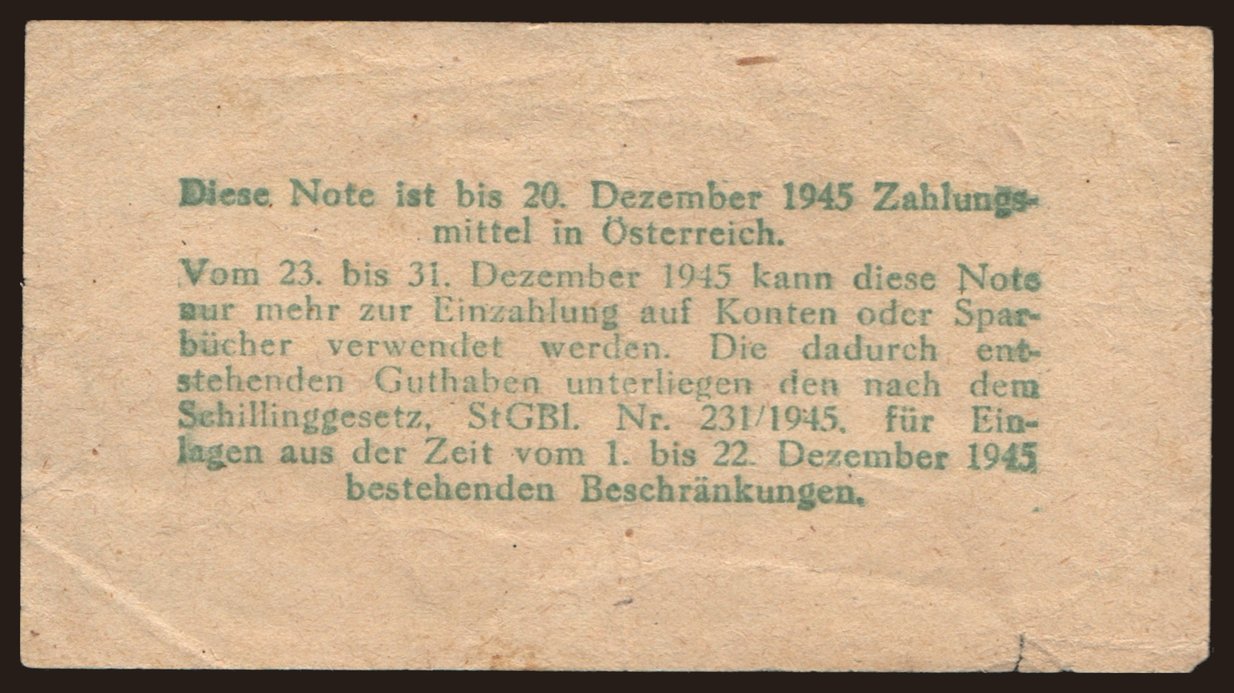 Diese Note ist bis 20. Dezember 1945 Zahlungs-
mittel in Österreich.
Vom 23. bis 31. Dezember 1945 kann diese Note
nur mehr zur Einzahlung auf Konten oder Spar-
bücher verwendet werden. Die dadurch ent-
stehenden Guthaben unterliegen den nach dem
Schillinggesetz, StGBl. Nr. 231/1945, für Ein-
lagen aus der Zeit vom 1. bis 22. Dezember 1945
bestehenden Beschränkungen.